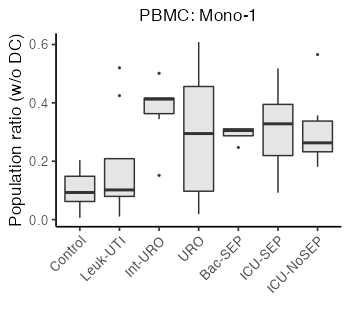 PBMC: Mono-1
Population ratio (w/o DC)
0.6
0.4
0.2
0.0
Control
Leuk-UTI
Int-URO
URO
Bac-SEP
ICU-SEP
ICU-NoSEP